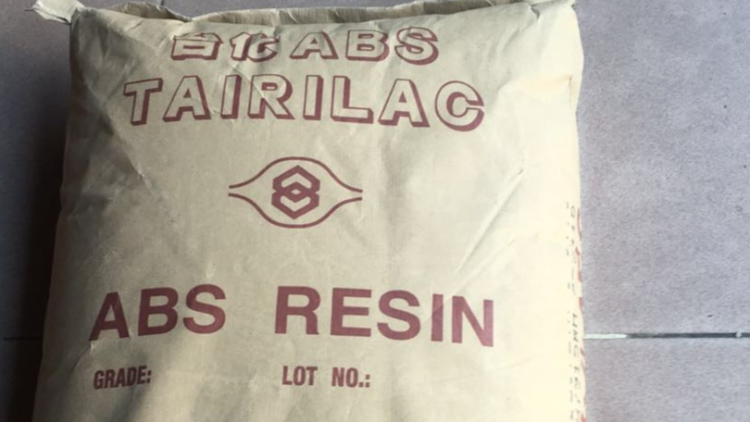 台化ABS
TAIRILAC
ABS RESIN
GRADE: LOT NO.: